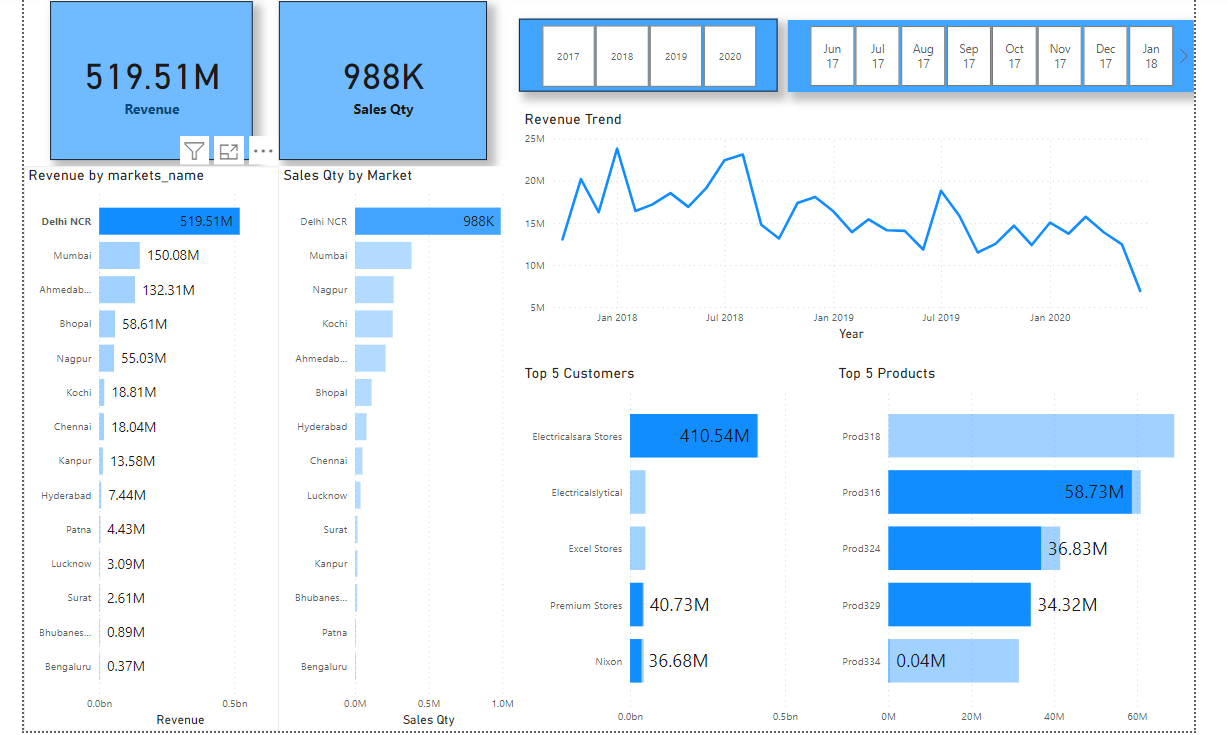 519.51M
Revenue
988K
Sales Qty
2017 2018 2019 2020
Jun 17 Jul 17 Aug 17 Sep 17 Oct 17 Nov 17 Dec 17 Jan 18
Revenue by markets_name
Delhi NCR 519.51M
Mumbai 150.08M
Ahmedab... 132.31M
Bhopal 58.61M
Nagpur 55.03M
Kochi 18.81M
Chennai 18.04M
Kanpur 13.58M
Hyderabad 7.44M
Patna 4.43M
Lucknow 3.09M
Surat 2.61M
Bhubanes... 0.89M
Bengaluru 0.37M
0.0bn 0.5bn
Revenue
Sales Qty by Market
Delhi NCR 988K
Mumbai
Nagpur
Kochi
Ahmedab...
Bhopal
Hyderabad
Chennai
Lucknow
Surat
Kanpur
Bhubanes...
Patna
Bengaluru
0.0M 0.5M 1.0M
Sales Qty
Revenue Trend
25M
20M
15M
10M
5M
Jan 2018 Jul 2018 Jan 2019 Jul 2019 Jan 2020
Year
Top 5 Customers
Electricalsara Stores 410.54M
Electricalslytical
Excel Stores
Premium Stores 40.73M
Nixon 36.68M
0.0bn 0.5bn
Top 5 Products
Prod318
Prod316 58.73M
Prod324 36.83M
Prod329 34.32M
Prod334 0.04M
0M 20M 40M 60M